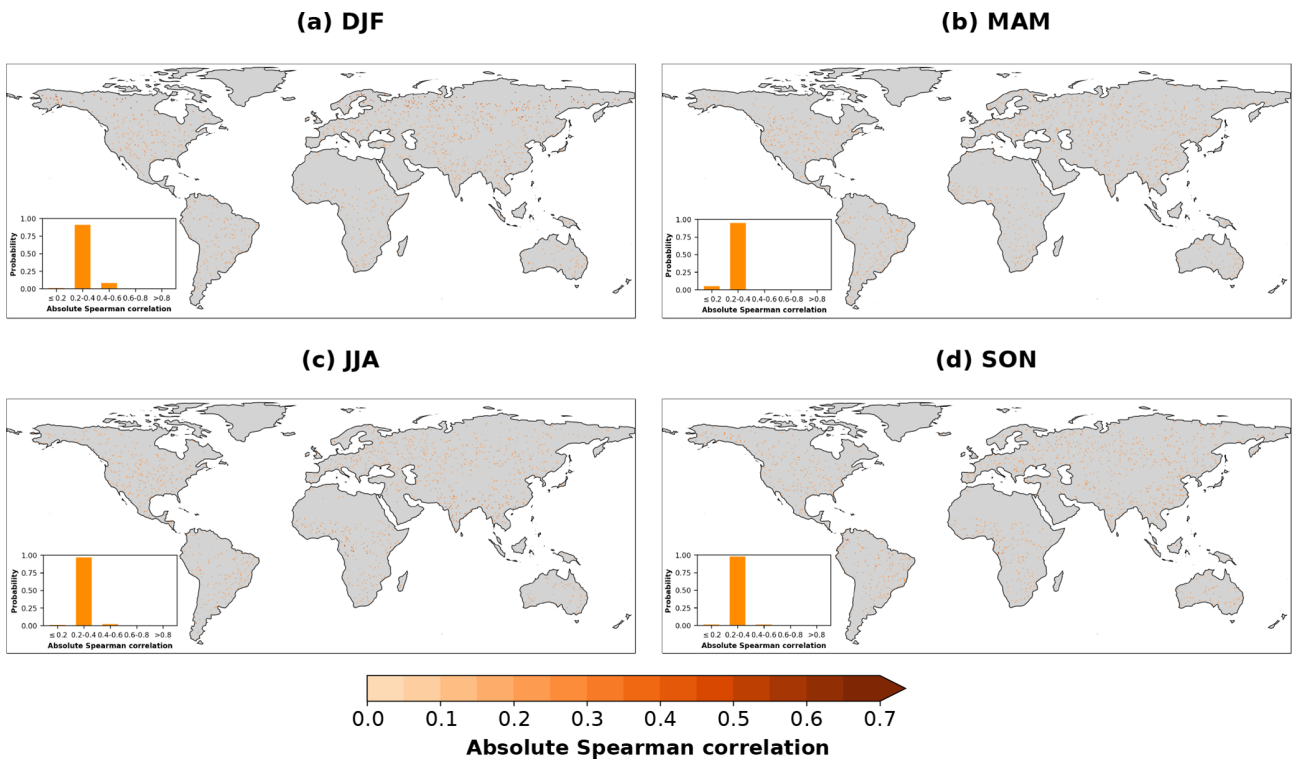 (a) DJF
(b) MAM
1.00
0.75
0.50
0.25
0.00
Probability
≤ 0.2 0.2-0.4 0.4-0.6 0.6-0.8 >0.8
Absolute Spearman correlation
1.00
0.75
0.50
0.25
0.00
Probability
≤ 0.2 0.2-0.4 0.4-0.6 0.6-0.8 >0.8
Absolute Spearman correlation
(c) JJA
(d) SON
1.00
0.75
0.50
0.25
0.00
Probability
≤ 0.2 0.2-0.4 0.4-0.6 0.6-0.8 >0.8
Absolute Spearman correlation
1.00
0.75
0.50
0.25
0.00
Probability
≤ 0.2 0.2-0.4 0.4-0.6 0.6-0.8 >0.8
Absolute Spearman correlation
0.0 0.1 0.2 0.3 0.4 0.5 0.6 0.7
Absolute Spearman correlation